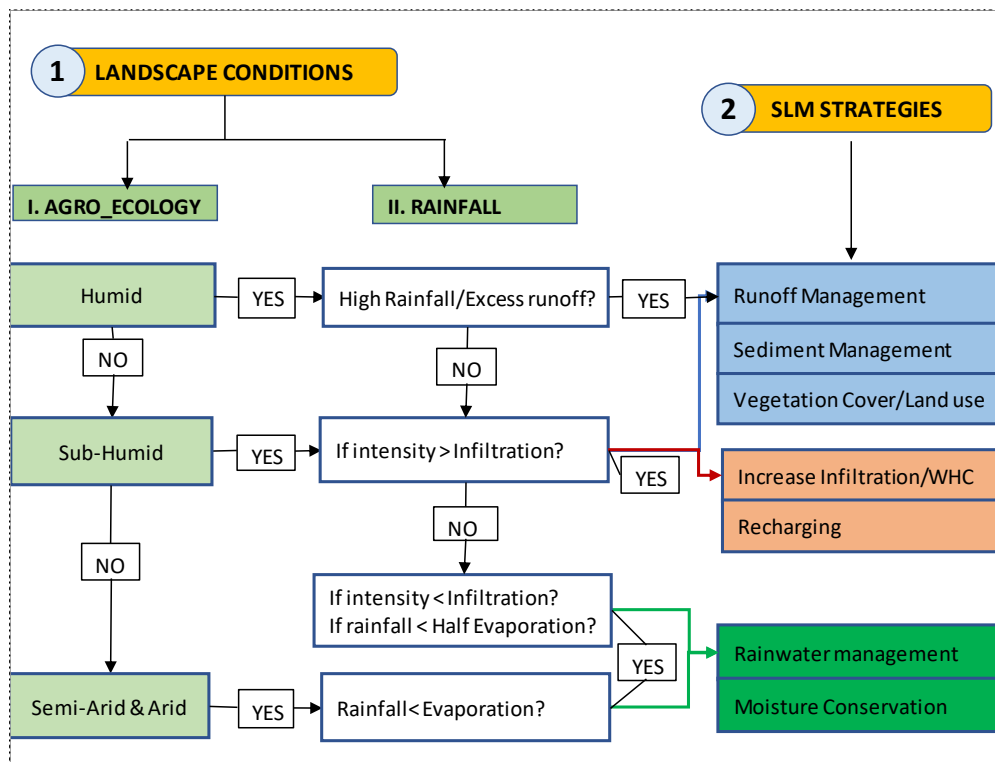 1 LANDSCAPE CONDITIONS
2 SLM STRATEGIES
I. AGRO_ECOLOGY
II. RAINFALL
Humid
YES
High Rainfall/Excess runoff?
YES
Runoff Management
Sediment Management
Vegetation Cover/Land use
NO
NO
Sub-Humid
YES
If intensity > Infiltration?
YES
Increase Infiltration/WHC
Recharging
NO
NO
If intensity < Infiltration?
If rainfall < Half Evaporation?
YES
Rainwater management
Moisture Conservation
Semi-Arid & Arid
YES
Rainfall< Evaporation?